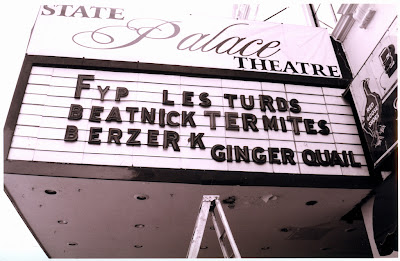 STATE
Palace
THEATRE
FYP LES TURDS
BEATNICK TERMITES
BERZERK GINGER QUAIL